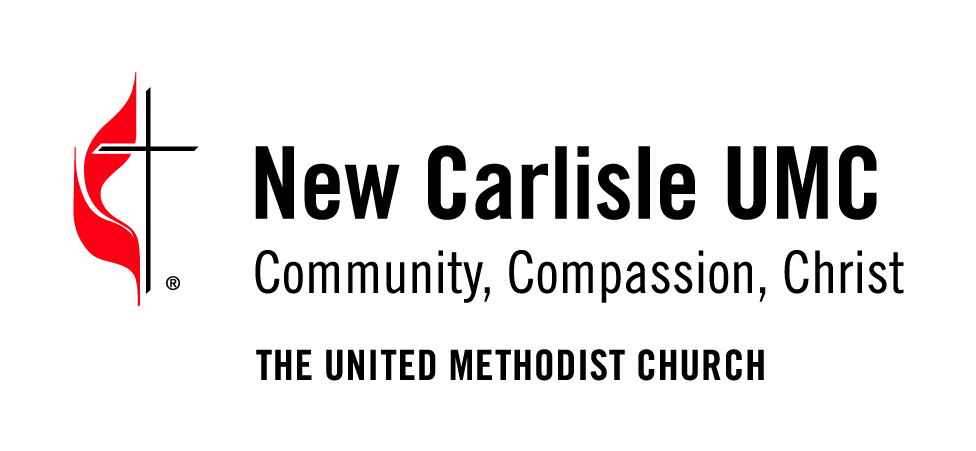 New Carlisle UMC
Community, Compassion, Christ
®
THE UNITED METHODIST CHURCH